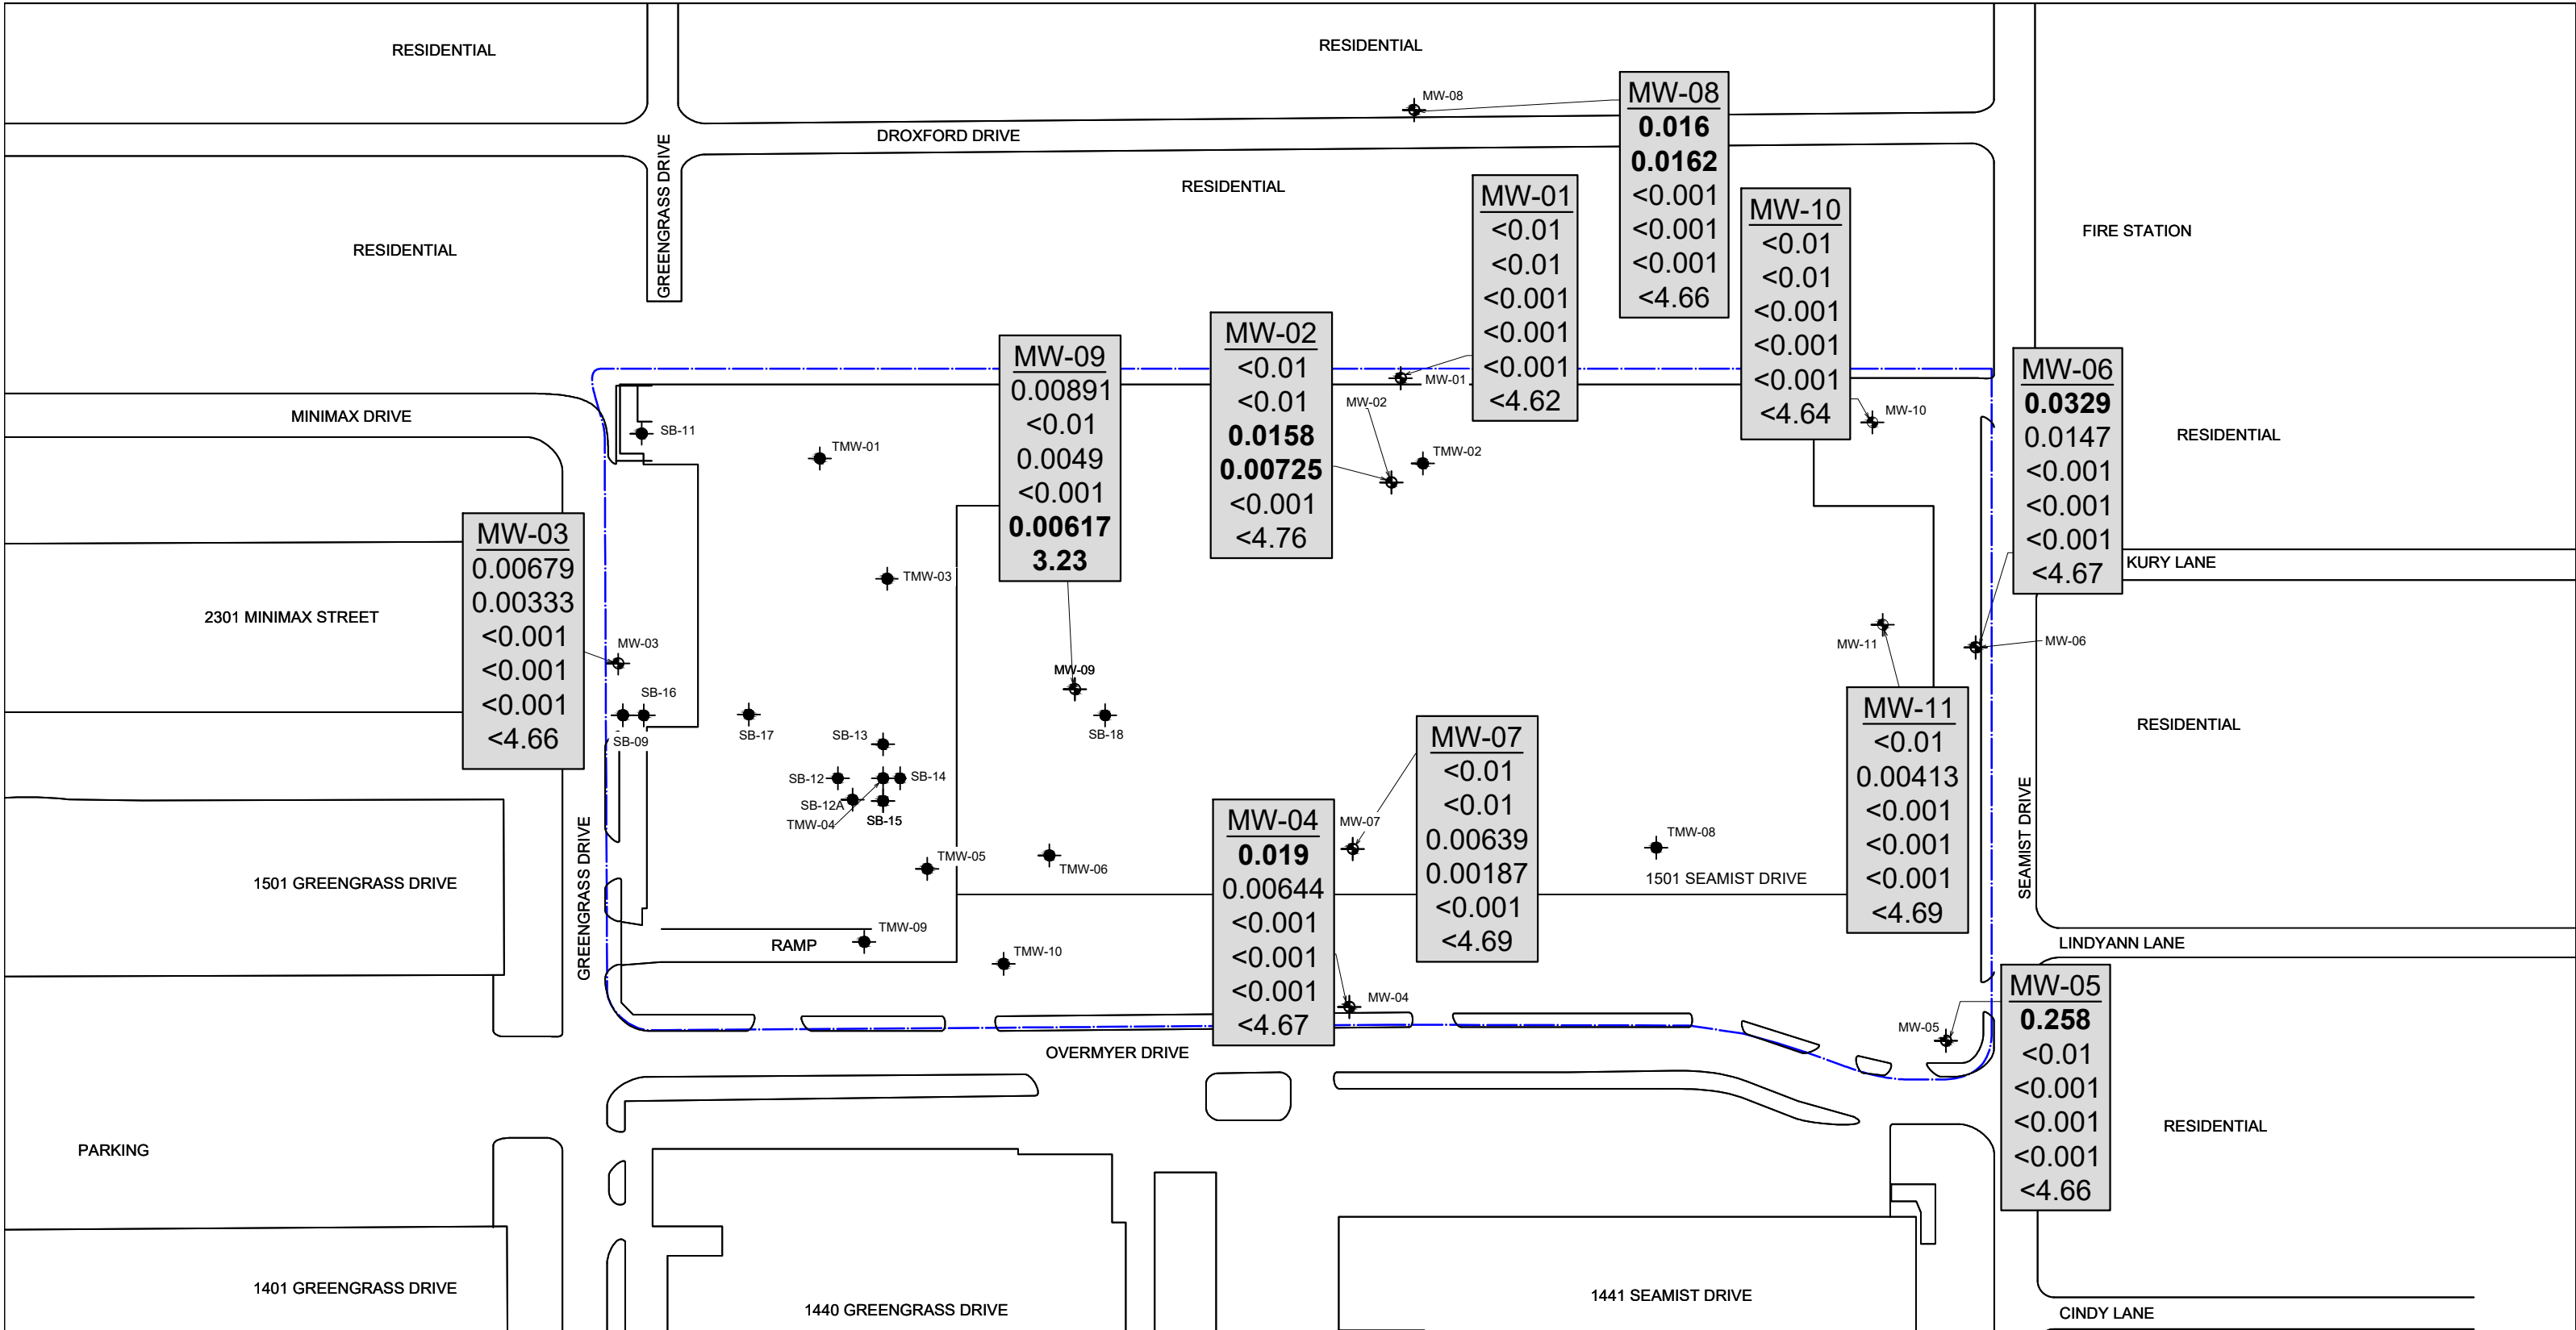 RESIDENTIAL
RESIDENTIAL
MW-08
MW-08
0.016
0.0162
<0.001
<0.001
<0.001
<4.66
DROXFORD DRIVE
GREENGRASS DRIVE
RESIDENTIAL
RESIDENTIAL
MW-01
<0.01
<0.01
<0.001
<0.001
<0.001
<4.62
MW-10
<0.01
<0.01
<0.001
<0.001
<0.001
<4.64
FIRE STATION
MW-09
0.00891
<0.01
0.0049
<0.001
0.00617
3.23
MW-02
<0.01
<0.01
0.0158
0.00725
<0.001
<4.76
MW-01
MW-02
MW-10
MW-06
0.0329
0.0147
<0.001
<0.001
<0.001
<4.67
MINIMAX DRIVE
SB-11
TMW-01
TMW-02
RESIDENTIAL
MW-03
0.00679
0.00333
<0.001
<0.001
<0.001
<4.66
TMW-03
KURY LANE
2301 MINIMAX STREET
MW-03
MW-11
MW-06
MW-09
SB-16
SB-09
SB-17
SB-13
SB-18
SB-12
SB-14
SB-12A
TMW-04
SB-15
MW-07
<0.01
<0.01
0.00639
0.00187
<0.001
<4.69
MW-11
<0.01
0.00413
<0.001
<0.001
<0.001
<4.69
RESIDENTIAL
SEAMIST DRIVE
MW-04
0.019
0.00644
<0.001
<0.001
<0.001
<4.67
MW-07
TMW-08
TMW-05
TMW-06
1501 GREENGRASS DRIVE
GREENGRASS DRIVE
1501 SEAMIST DRIVE
TMW-09
RAMP
TMW-10
LINDYANN LANE
MW-04
MW-05
MW-05
0.258
<0.01
<0.001
<0.001
<0.001
<4.66
OVERMYER DRIVE
RESIDENTIAL
PARKING
1401 GREENGRASS DRIVE
1440 GREENGRASS DRIVE
1441 SEAMIST DRIVE
CINDY LANE